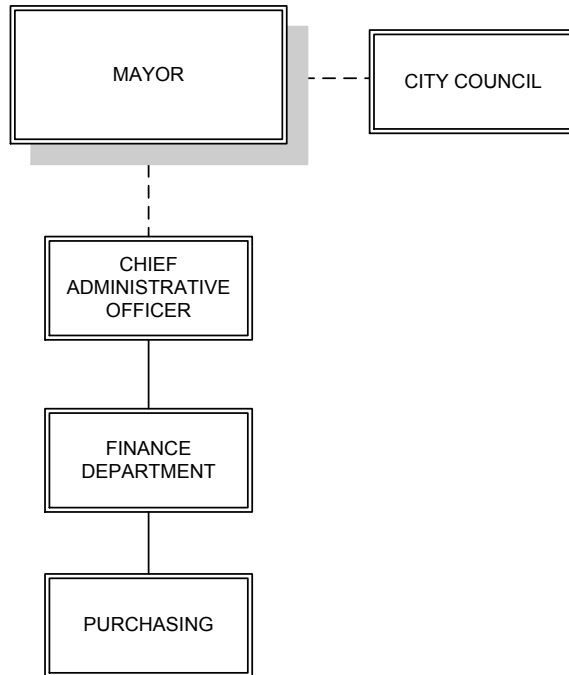 MAYOR
CITY COUNCIL
CHIEF
ADMINISTRATIVE
OFFICER
FINANCE
DEPARTMENT
PURCHASING